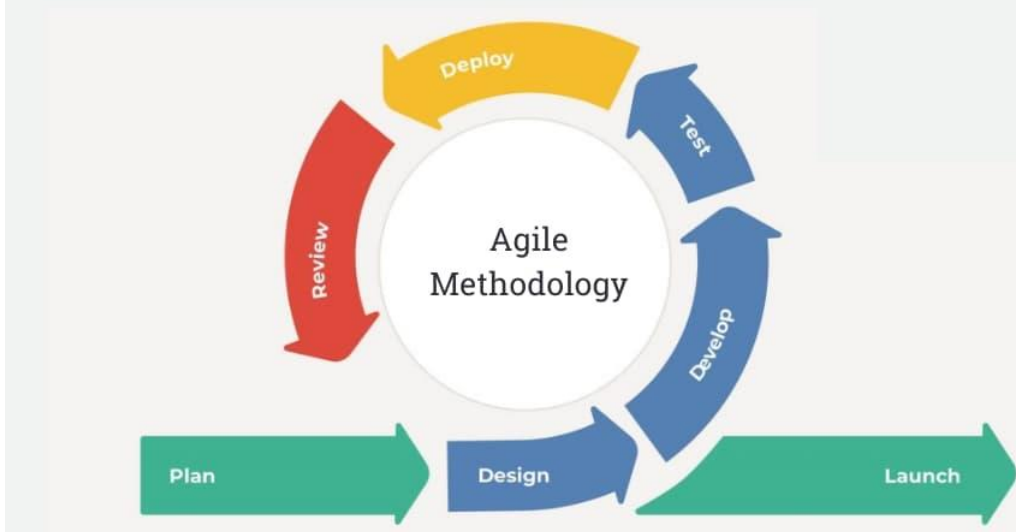 Deploy
Test
Review
Agile
Methodology
Develop
Plan
Design
Launch